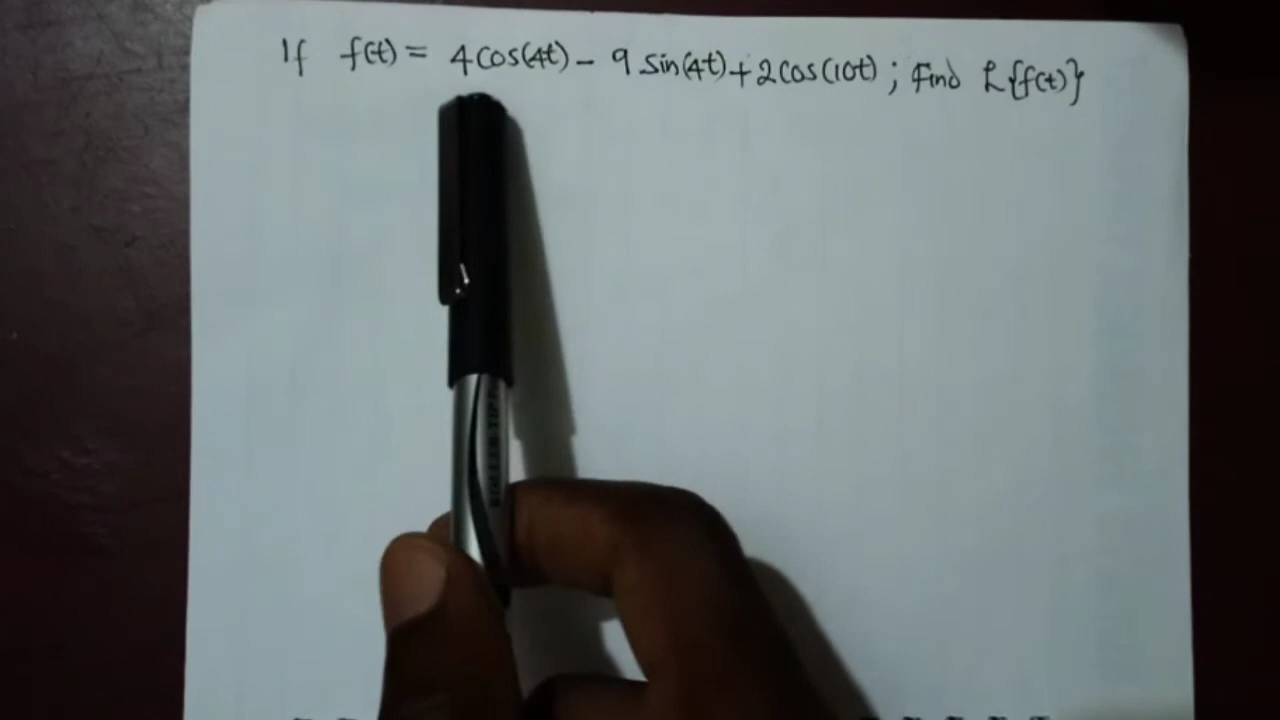 If f(t) = 4cos(4t) - 9 sin(4t) + 2cos(10t) ; Find ℒ{f(t)}